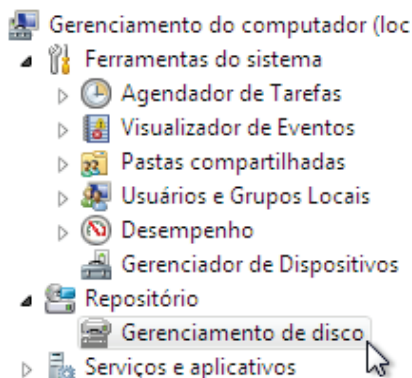 Gerenciamento do computador (loc
Ferramentas do sistema
Agendador de Tarefas
Visualizador de Eventos
Pastas compartilhadas
Usuários e Grupos Locais
Desempenho
Gerenciador de Dispositivos
Repositório
Gerenciamento de disco
Serviços e aplicativos